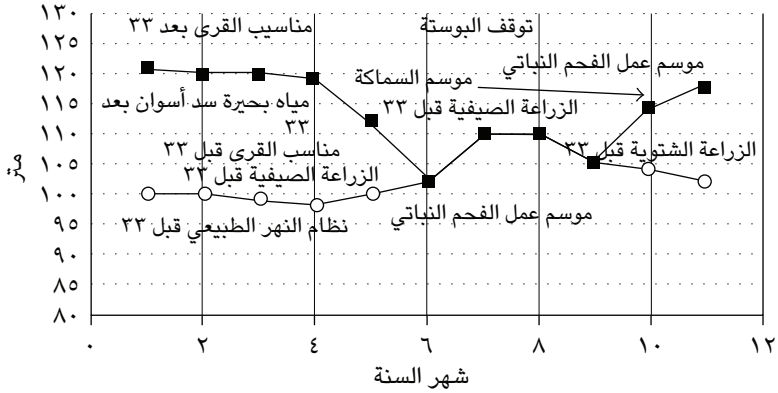 ١٣٠
١٢٥
١٢٠
١١٥
١١٠
١٠٥
١٠٠
٩٥
٩٠
٨٥
٨٠
متر
مناسيب القرى بعد ٣٣
توقف البوستة
موسم عمل الفحم النباتي
موسم السماكة
مياه بحيرة سد أسوان بعد
٣٣
الزراعة الصيفية قبل ٣٣
مناسب القرى قبل ٣٣
الزراعة الشتوية قبل ٣٣
الزراعة الصيفية قبل ٣٣
نظام النهر الطبيعي قبل ٣٣
موسم عمل الفحم النباتي
٠ ٢ ٤ ٦ ٨ ١٠ ١٢
شهر السنة